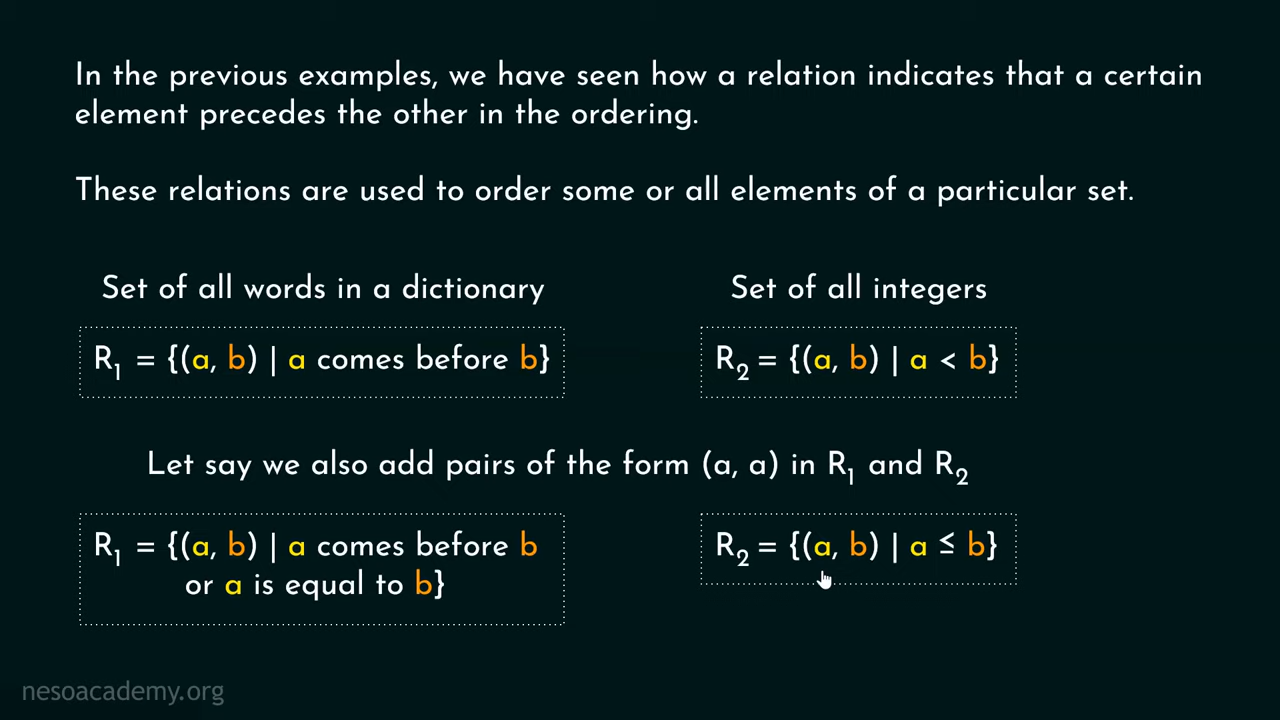 In the previous examples, we have seen how a relation indicates that a certain
element precedes the other in the ordering.
These relations are used to order some or all elements of a particular set.
Set of all words in a dictionary
R₁ = {(a, b) | a comes before b}
Set of all integers
R₂ = {(a, b) | a < b}
Let say we also add pairs of the form (a, a) in R₁ and R₂
R₁ = {(a, b) | a comes before b
or a is equal to b}
R₂ = {(a, b) | a ≤ b}
nesoacademy.org